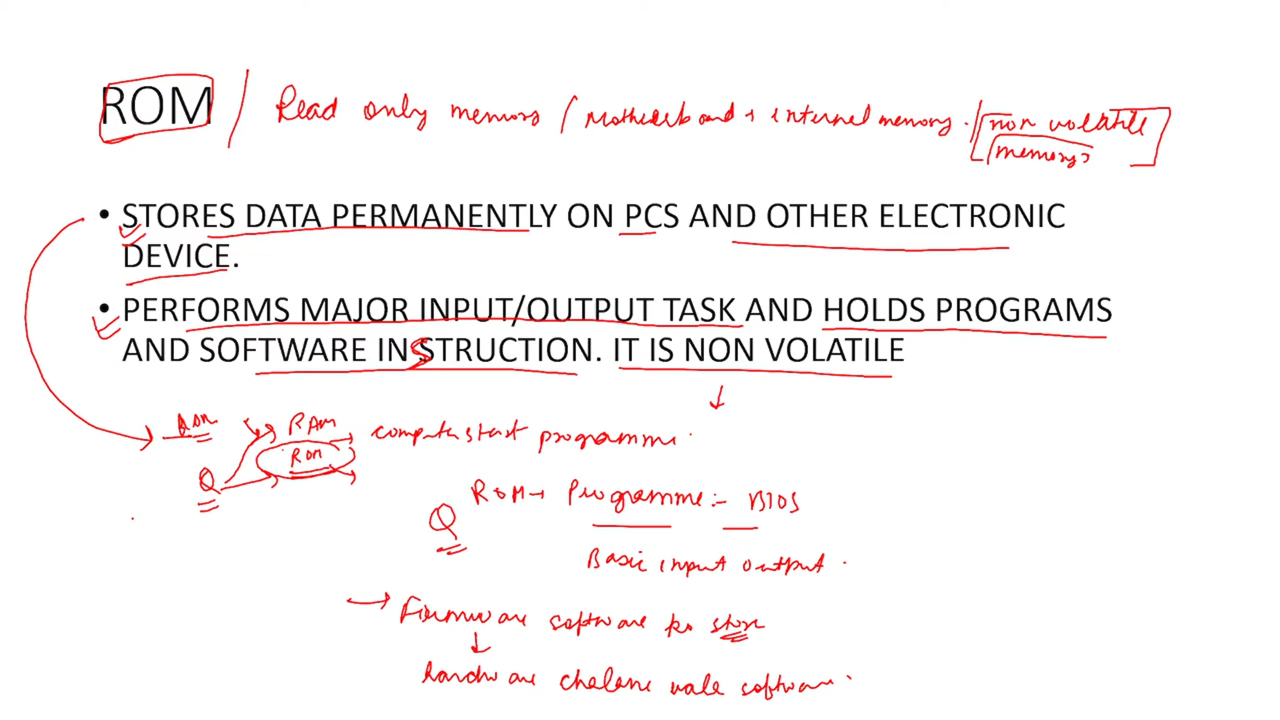 ROM / Read only memory / Motherboard → internal memory. / non volatile
memory
• STORES DATA PERMANENTLY ON PCS AND OTHER ELECTRONIC
DEVICE.
• PERFORMS MAJOR INPUT/OUTPUT TASK AND HOLDS PROGRAMS
AND SOFTWARE INSTRUCTION. IT IS NON VOLATILE
RAM computer start programme.
Q ROM
Q ROM → Programme :- BIOS
Basic input output.
→ Firmware software ko store
hardware chalane wale software.